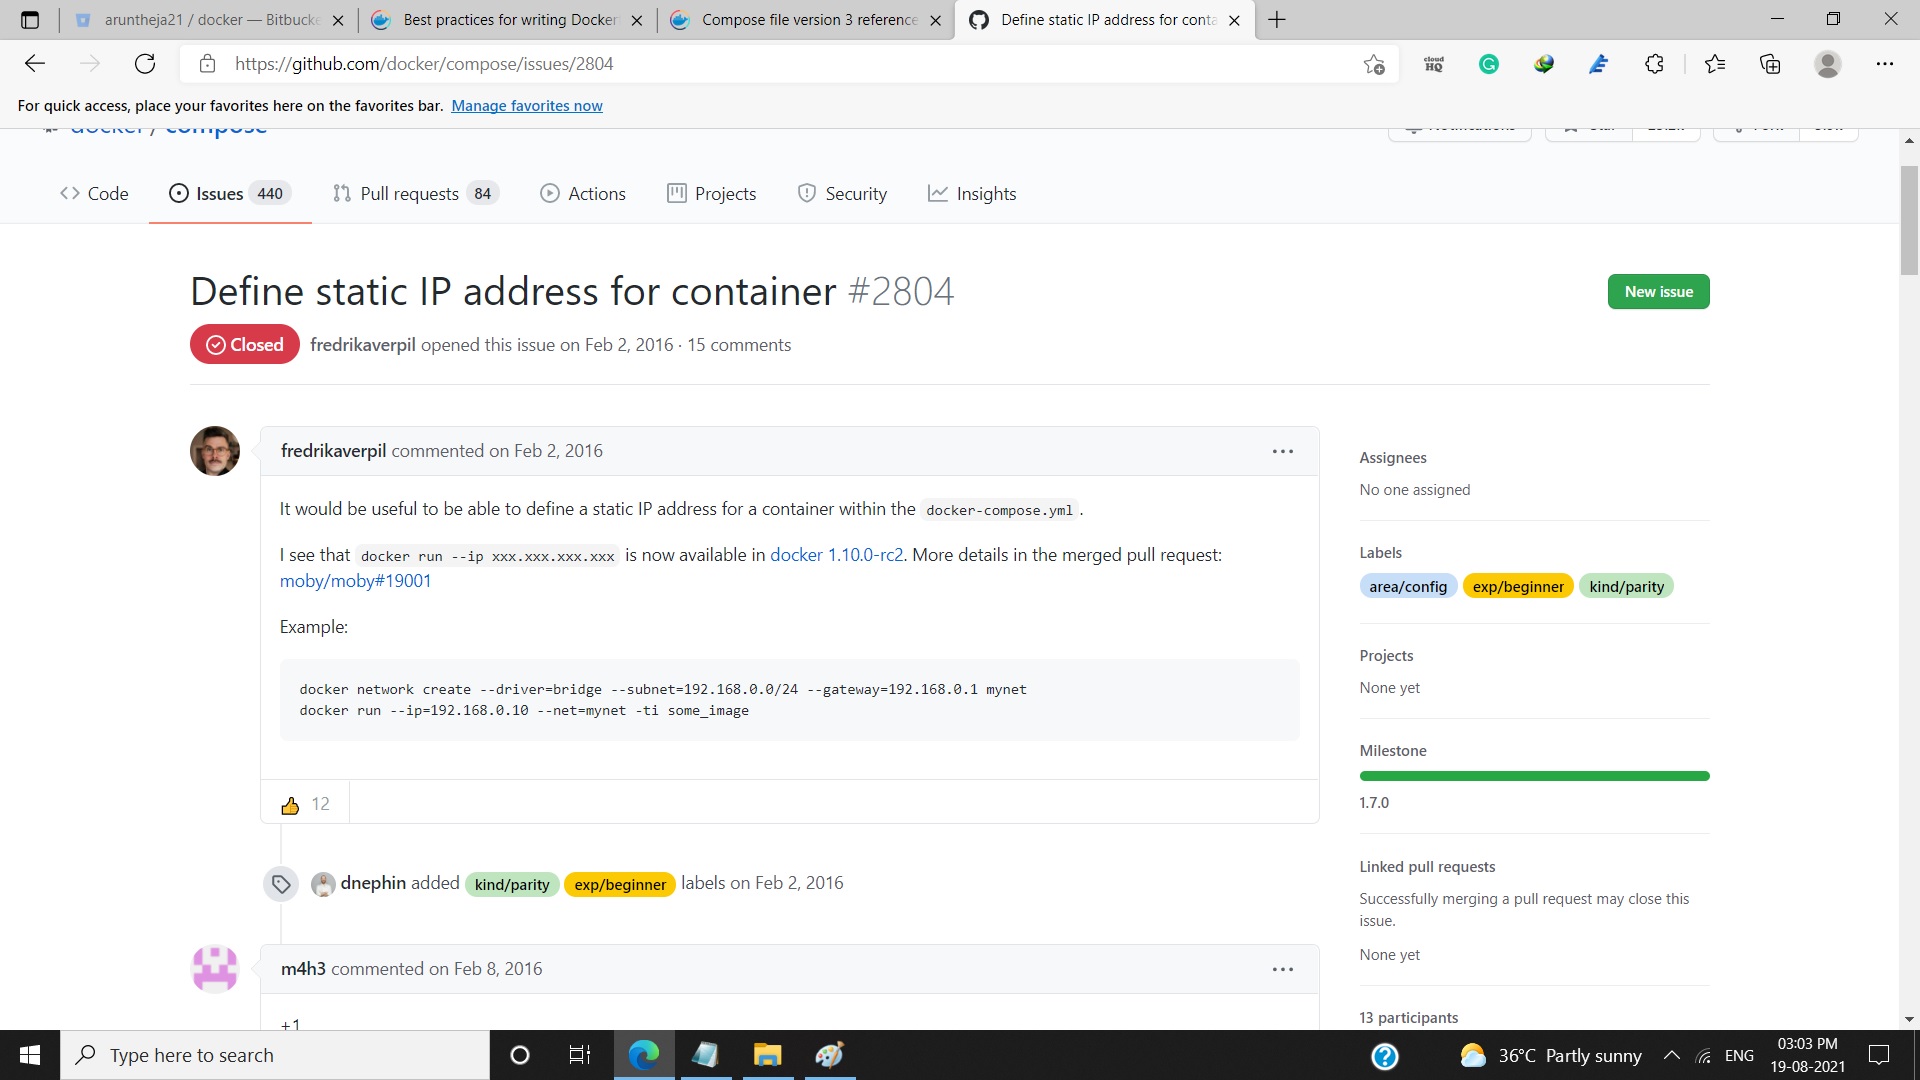 aruntheja21 / docker — Bitbucke
Best practices for writing Docker
Compose file version 3 reference
Define static IP address for conta
https://github.com/docker/compose/issues/2804
cloud HQ
For quick access, place your favorites here on the favorites bar. Manage favorites now
docker / compose
Notifications Star Fork
Code
Issues 440
Pull requests 84
Actions
Projects
Security
Insights
Define static IP address for container #2804
New issue
Closed fredrikaverpil opened this issue on Feb 2, 2016 · 15 comments
fredrikaverpil commented on Feb 2, 2016
It would be useful to be able to define a static IP address for a container within the docker-compose.yml .
I see that docker run --ip xxx.xxx.xxx.xxx is now available in docker 1.10.0-rc2. More details in the merged pull request:
moby/moby#19001
Example:
docker network create --driver=bridge --subnet=192.168.0.0/24 --gateway=192.168.0.1 mynet
docker run --ip=192.168.0.10 --net=mynet -ti some_image
👍 12
dnephin added kind/parity exp/beginner labels on Feb 2, 2016
m4h3 commented on Feb 8, 2016
+1
Assignees
No one assigned
Labels
area/config exp/beginner kind/parity
Projects
None yet
Milestone
1.7.0
Linked pull requests
Successfully merging a pull request may close this
issue.
None yet
13 participants
Type here to search
36°C Partly sunny
ENG
03:03 PM
19-08-2021